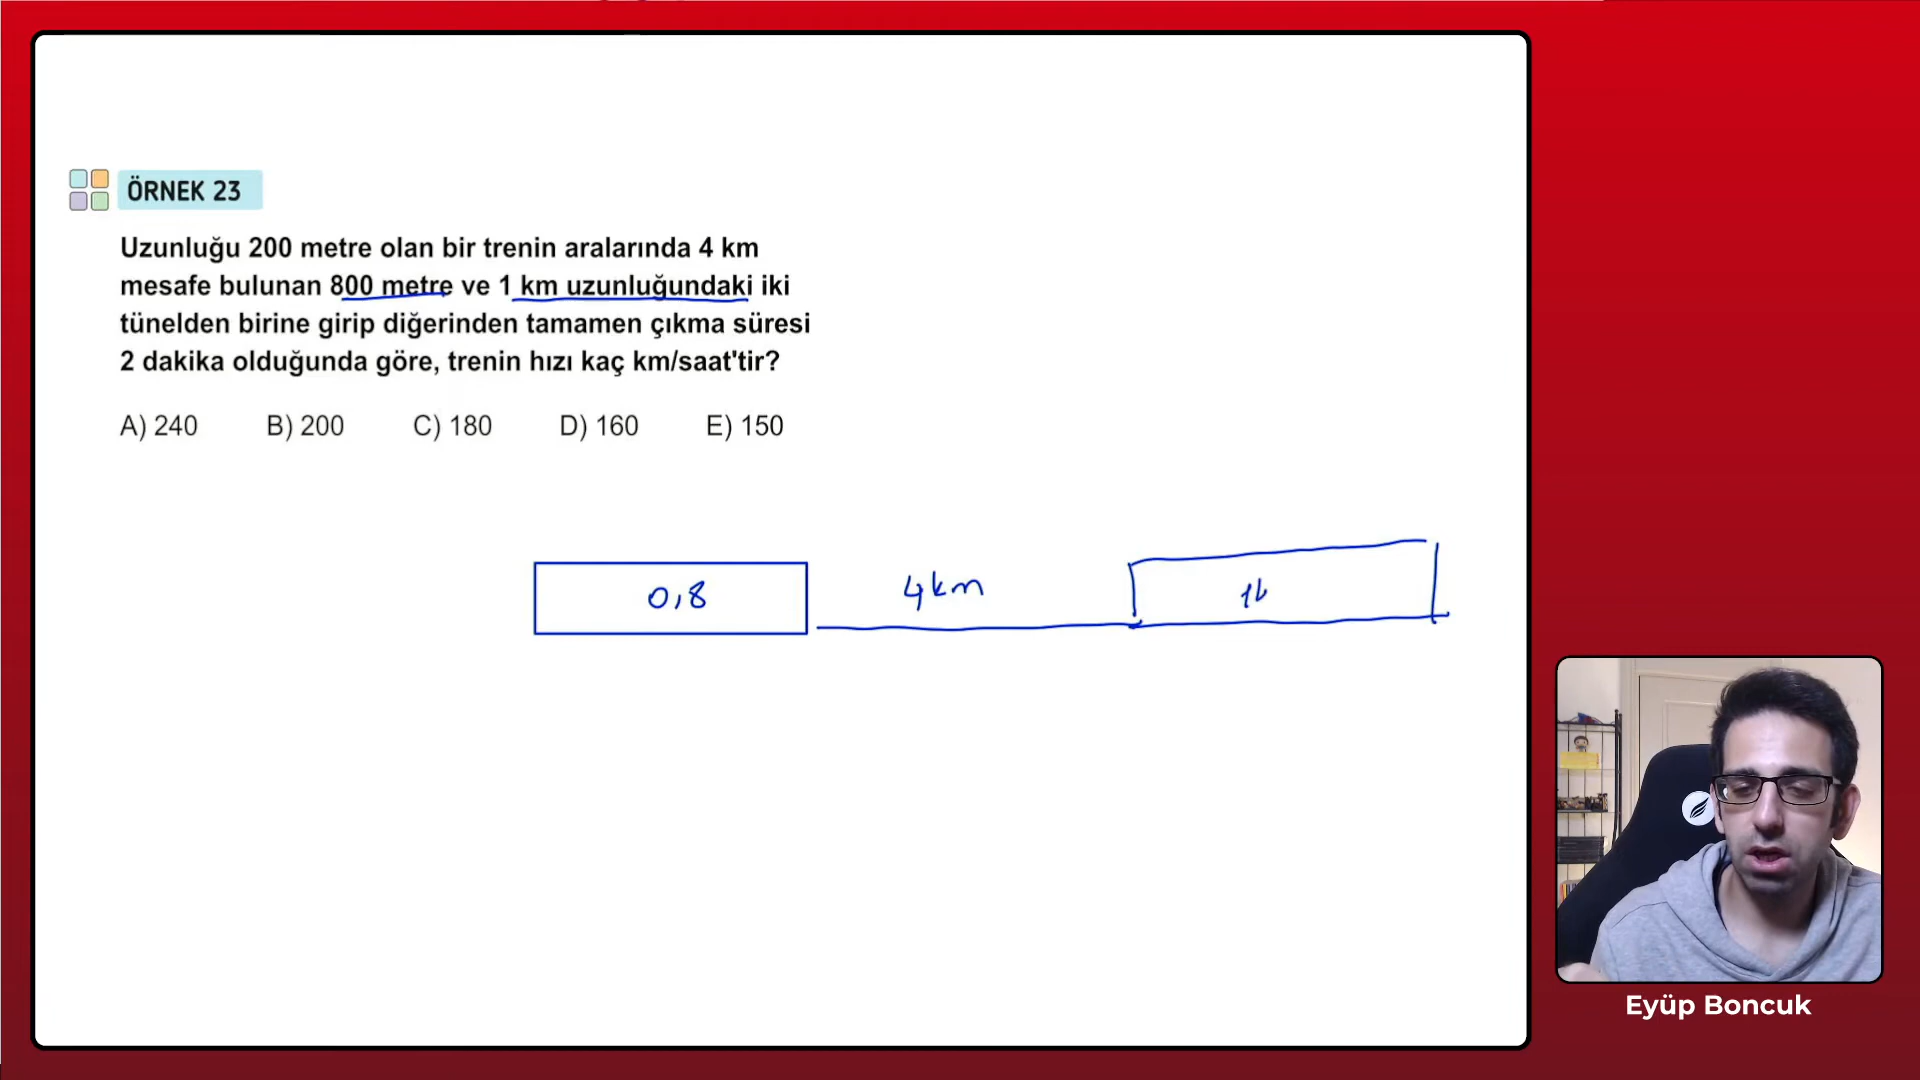 ÖRNEK 23
Uzunluğu 200 metre olan bir trenin aralarında 4 km
mesafe bulunan 800 metre ve 1 km uzunluğundaki iki
tünelden birine girip diğerinden tamamen çıkma süresi
2 dakika olduğunda göre, trenin hızı kaç km/saat'tir?
A) 240 B) 200 C) 180 D) 160 E) 150
0,8 4km 1k
Eyüp Boncuk